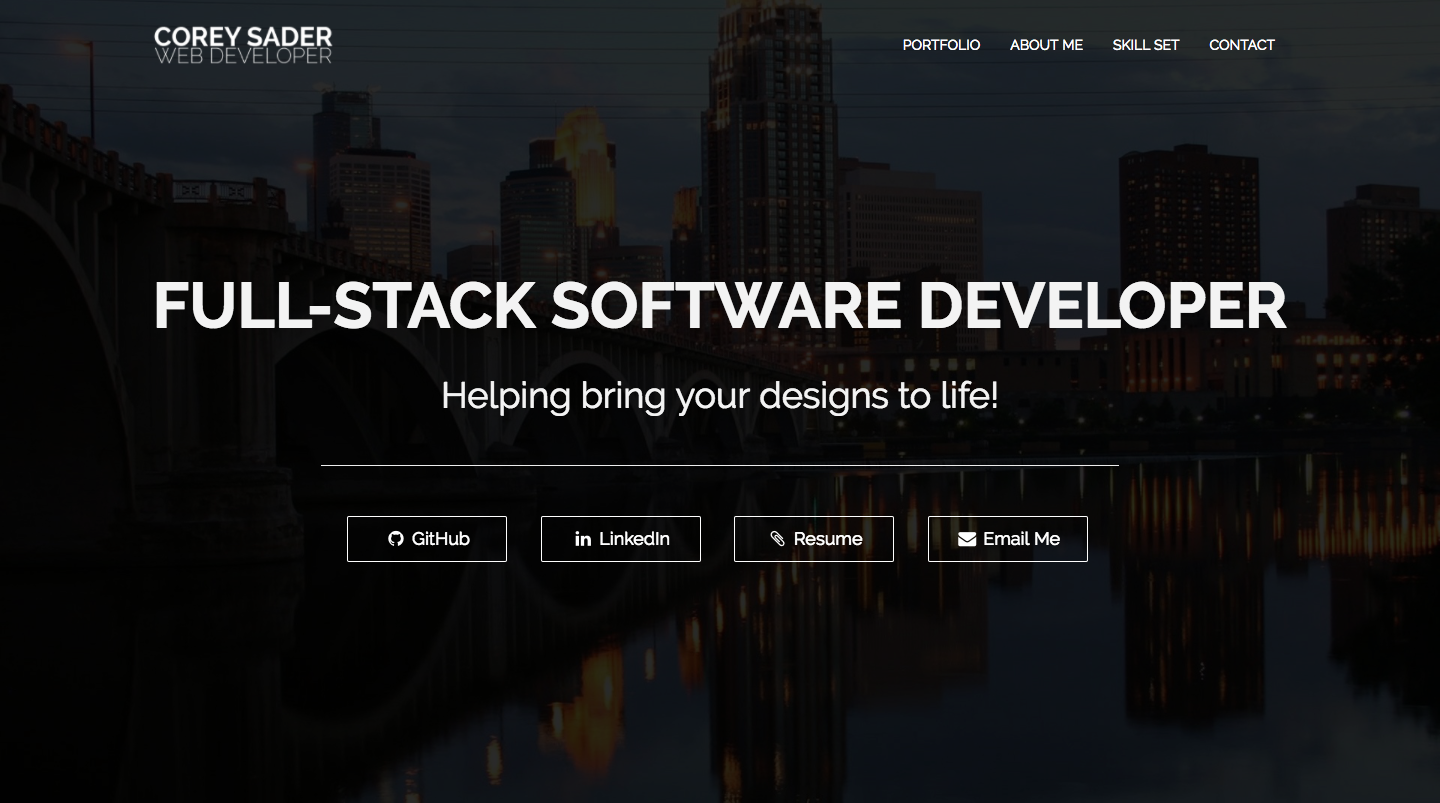 COREY SADER
WEB DEVELOPER
PORTFOLIO ABOUT ME SKILL SET CONTACT
FULL-STACK SOFTWARE DEVELOPER
Helping bring your designs to life!
GitHub LinkedIn Resume Email Me